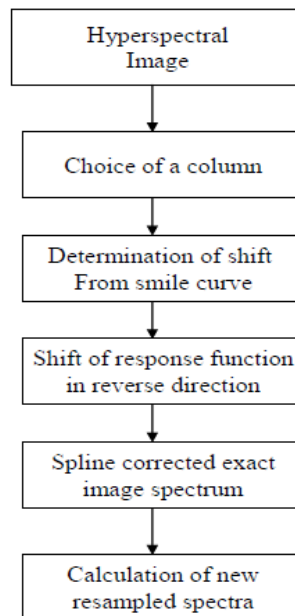 Hyperspectral
Image
Choice of a column
Determination of shift
From smile curve
Shift of response function
in reverse direction
Spline corrected exact
image spectrum
Calculation of new
resampled spectra